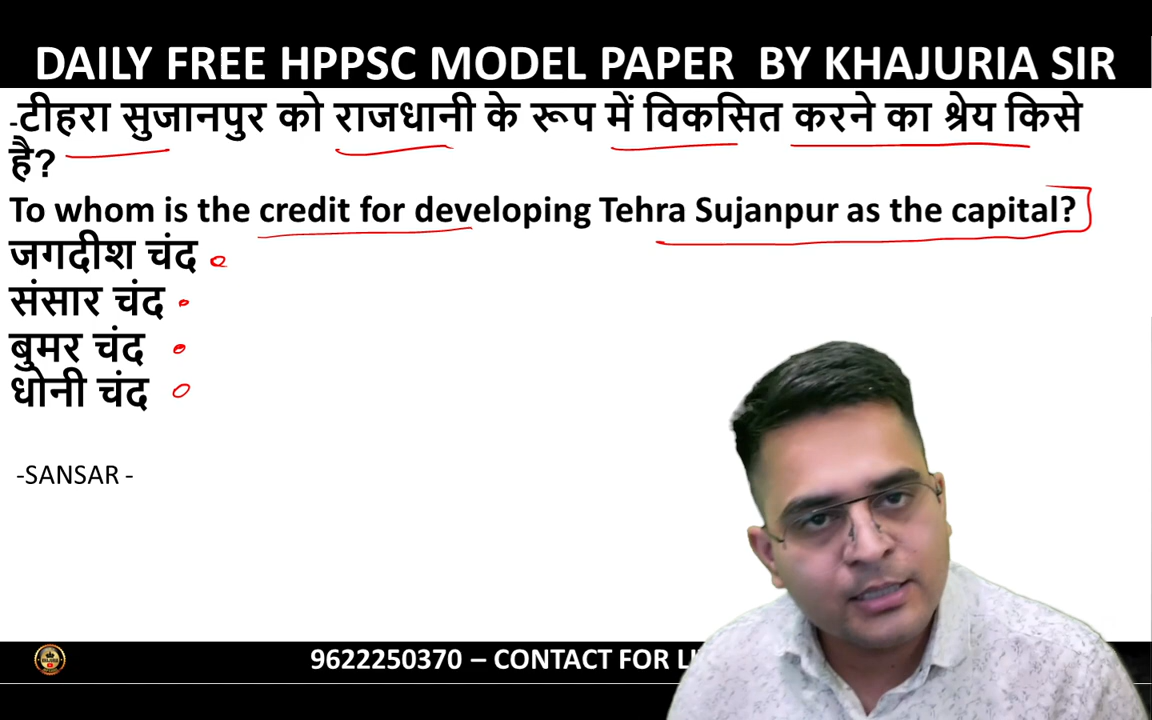 DAILY FREE HPPSC MODEL PAPER BY KHAJURIA SIR
-टीहरा सुजानपुर को राजधानी के रूप में विकसित करने का श्रेय किसे
है?
To whom is the credit for developing Tehra Sujanpur as the capital?
जगदीश चंद
संसार चंद
बुमर चंद
धोनी चंद
-SANSAR -
9622250370 – CONTACT FOR